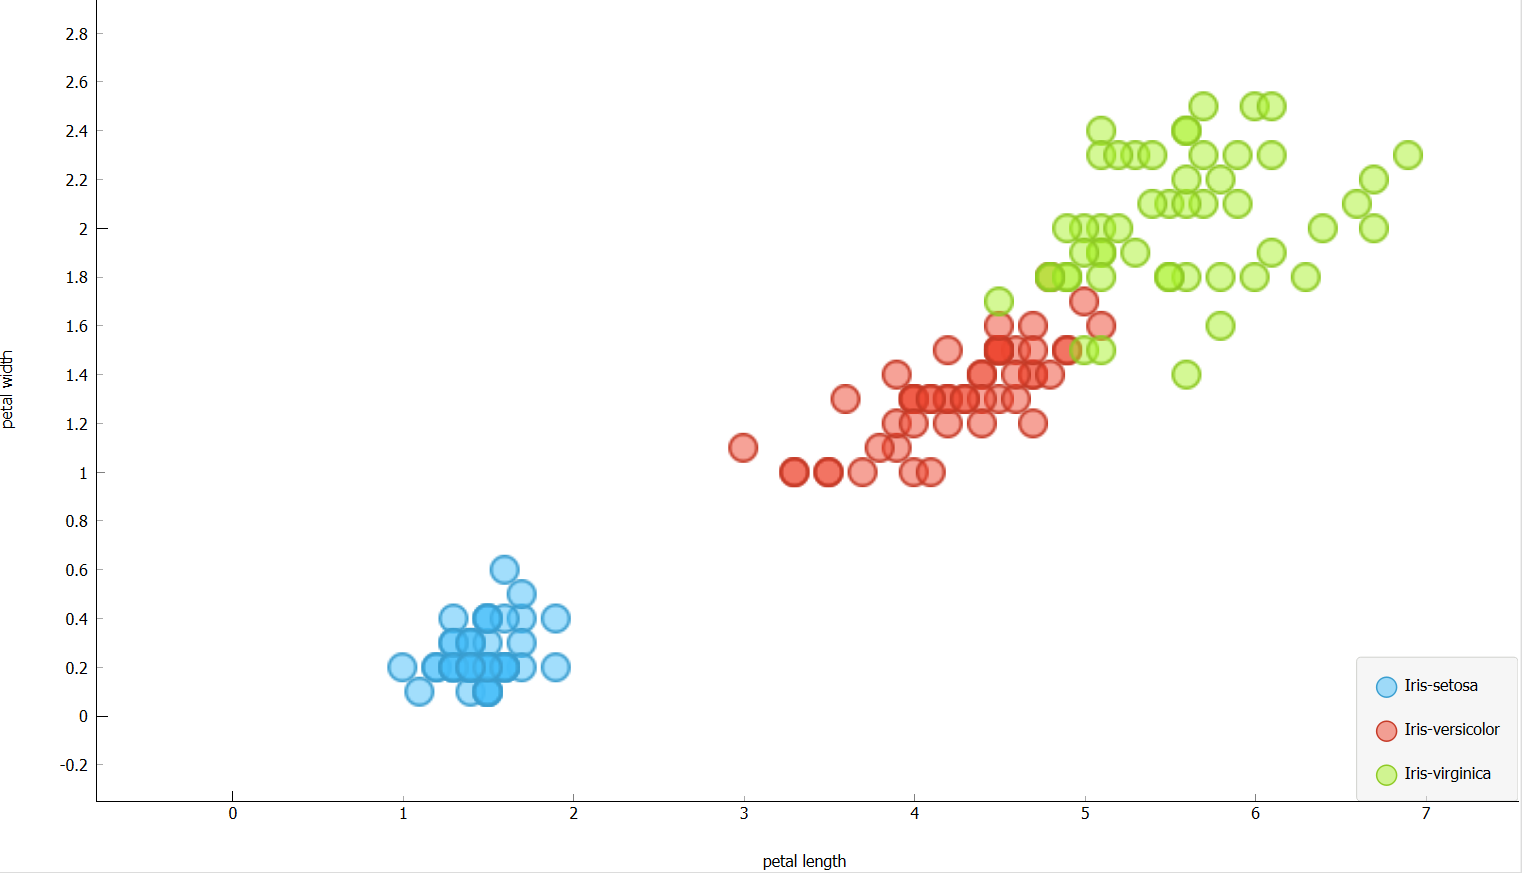 2.8
2.6
2.4
2.2
2
1.8
1.6
1.4
1.2
1
0.8
0.6
0.4
0.2
0
-0.2
petal width
0 1 2 3 4 5 6 7
petal length
Iris-setosa
Iris-versicolor
Iris-virginica